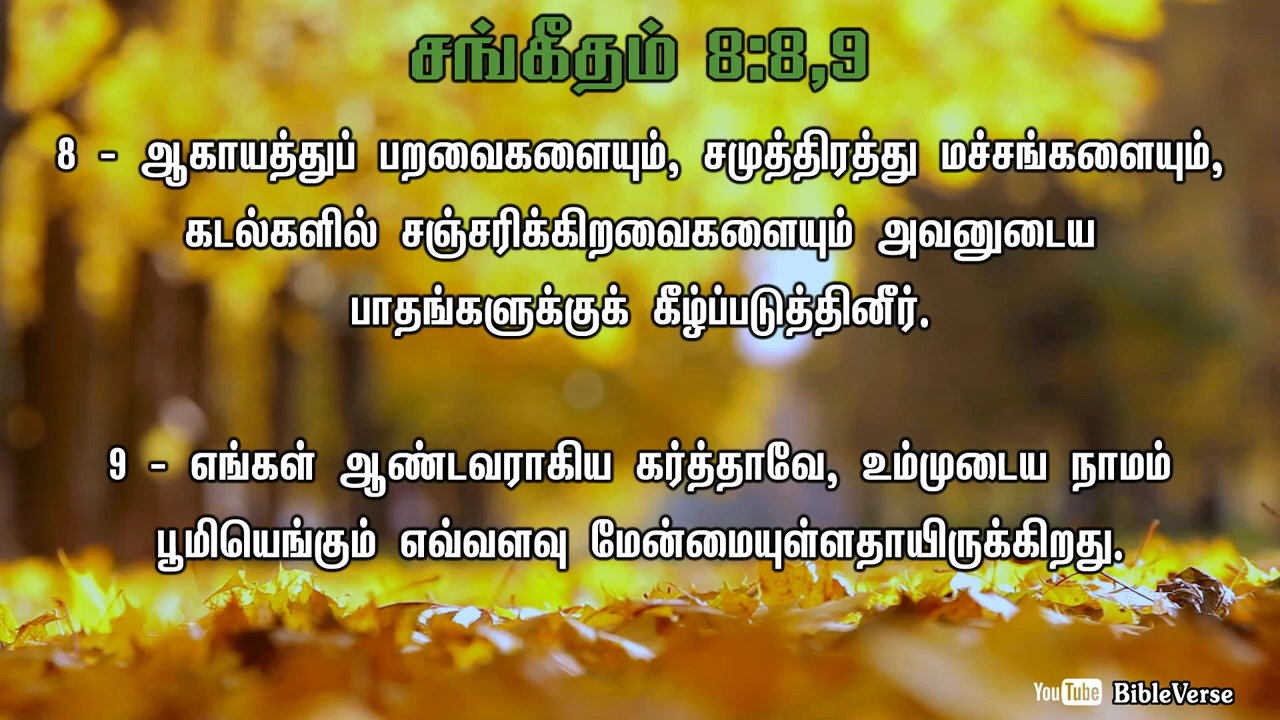 சங்கீதம் 8:8,9
8 - ஆகாயத்துப் பறவைகளையும், சமுத்திரத்து மச்சங்களையும்,
கடல்களில் சஞ்சரிக்கிறவைகளையும் அவனுடைய
பாதங்களுக்குக் கீழ்ப்படுத்தினீர்.
9 - எங்கள் ஆண்டவராகிய கர்த்தாவே, உம்முடைய நாமம்
பூமியெங்கும் எவ்வளவு மேன்மையுள்ளதாயிருக்கிறது.
YouTube BibleVerse